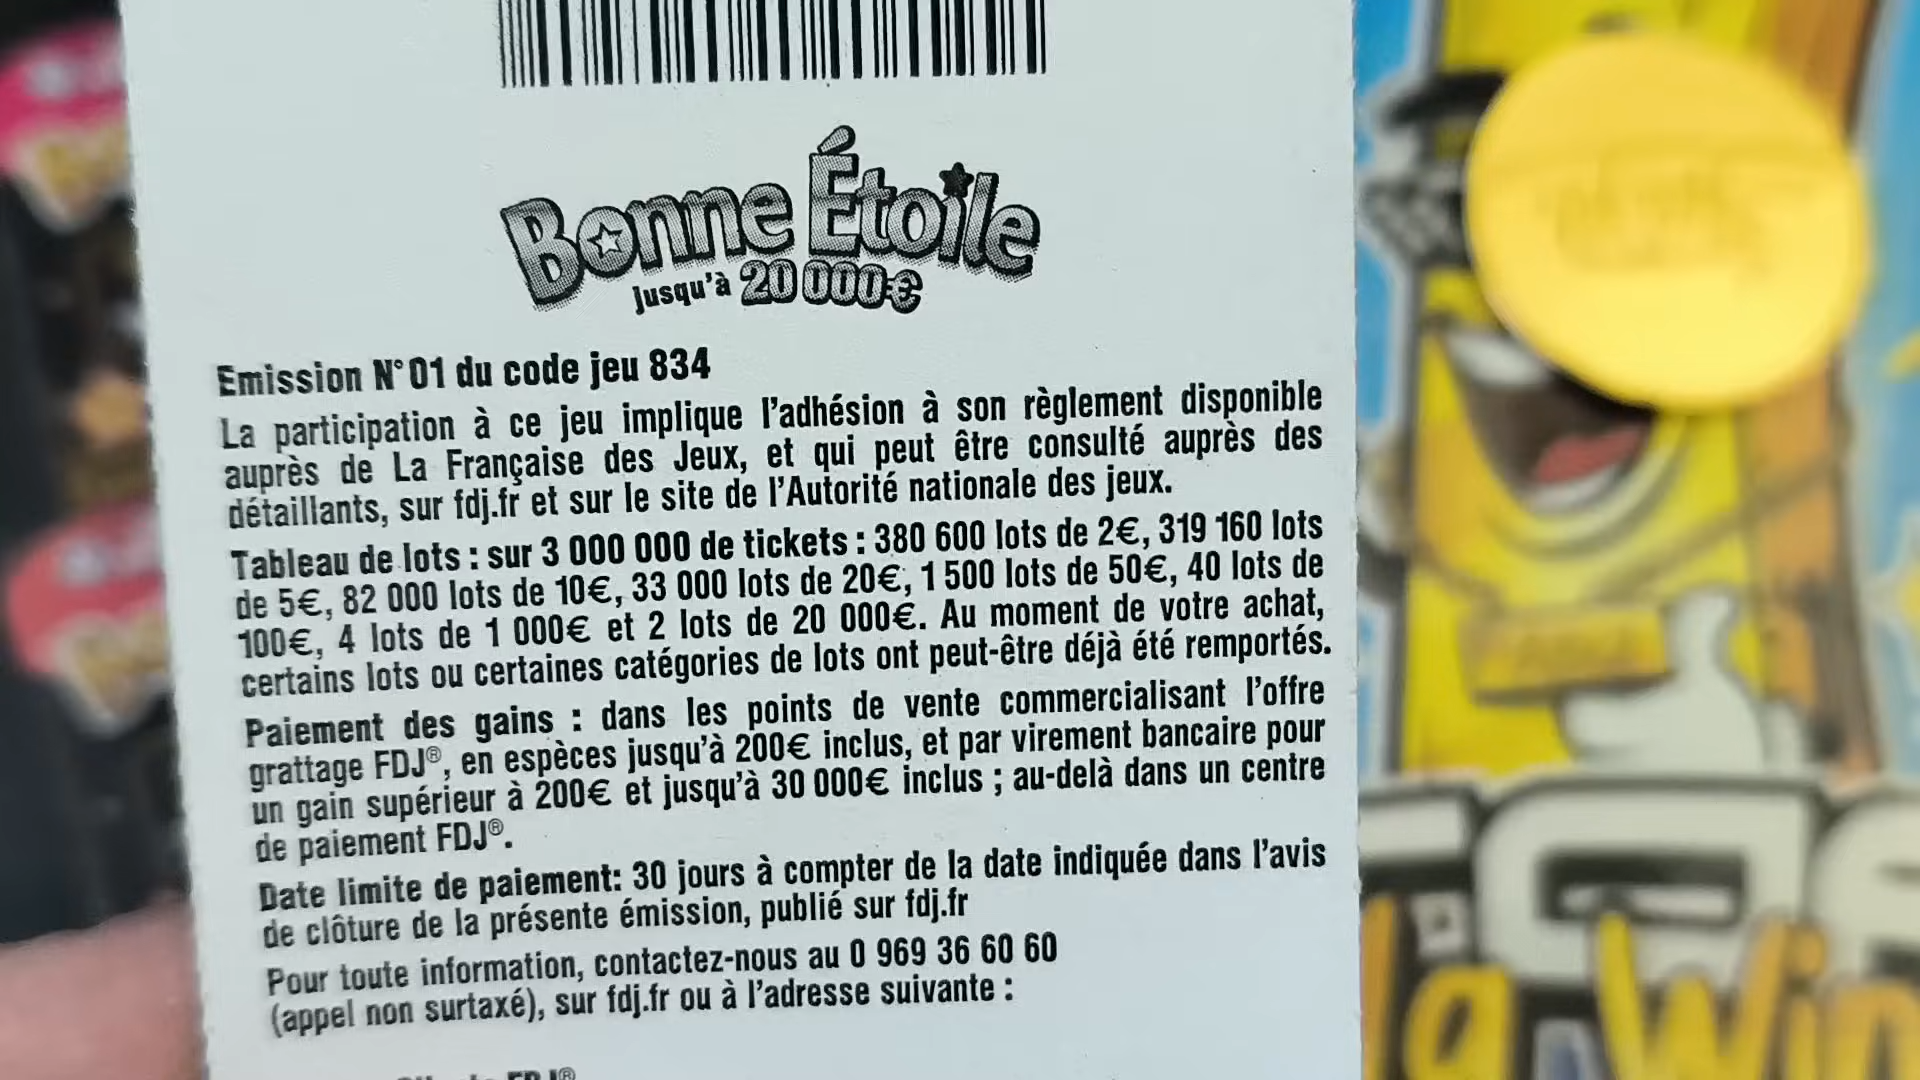 Bonne Étoile
jusqu'à 20 000€
Emission N°01 du code jeu 834
La participation à ce jeu implique l'adhésion à son règlement disponible
auprès de La Française des Jeux, et qui peut être consulté auprès des
détaillants, sur fdj.fr et sur le site de l'Autorité nationale des jeux.
Tableau de lots : sur 3 000 000 de tickets : 380 600 lots de 2€, 319 160 lots
de 5€, 82 000 lots de 10€, 33 000 lots de 20€, 1 500 lots de 50€, 40 lots de
100€, 4 lots de 1 000€ et 2 lots de 20 000€. Au moment de votre achat,
certains lots ou certaines catégories de lots ont peut-être déjà été remportés.
Paiement des gains : dans les points de vente commercialisant l'offre
grattage FDJ®, en espèces jusqu'à 200€ inclus, et par virement bancaire pour
un gain supérieur à 200€ et jusqu'à 30 000€ inclus ; au-delà dans un centre
de paiement FDJ®.
Date limite de paiement: 30 jours à compter de la date indiquée dans l'avis
de clôture de la présente émission, publié sur fdj.fr
Pour toute information, contactez-nous au 0 969 36 60 60
(appel non surtaxé), sur fdj.fr ou à l'adresse suivante :
FDJ®
la Win